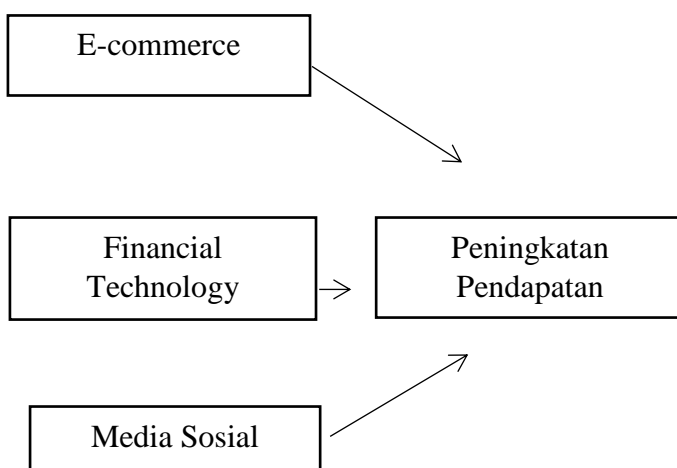 E-commerce
Financial
Technology
Peningkatan
Pendapatan
Media Sosial